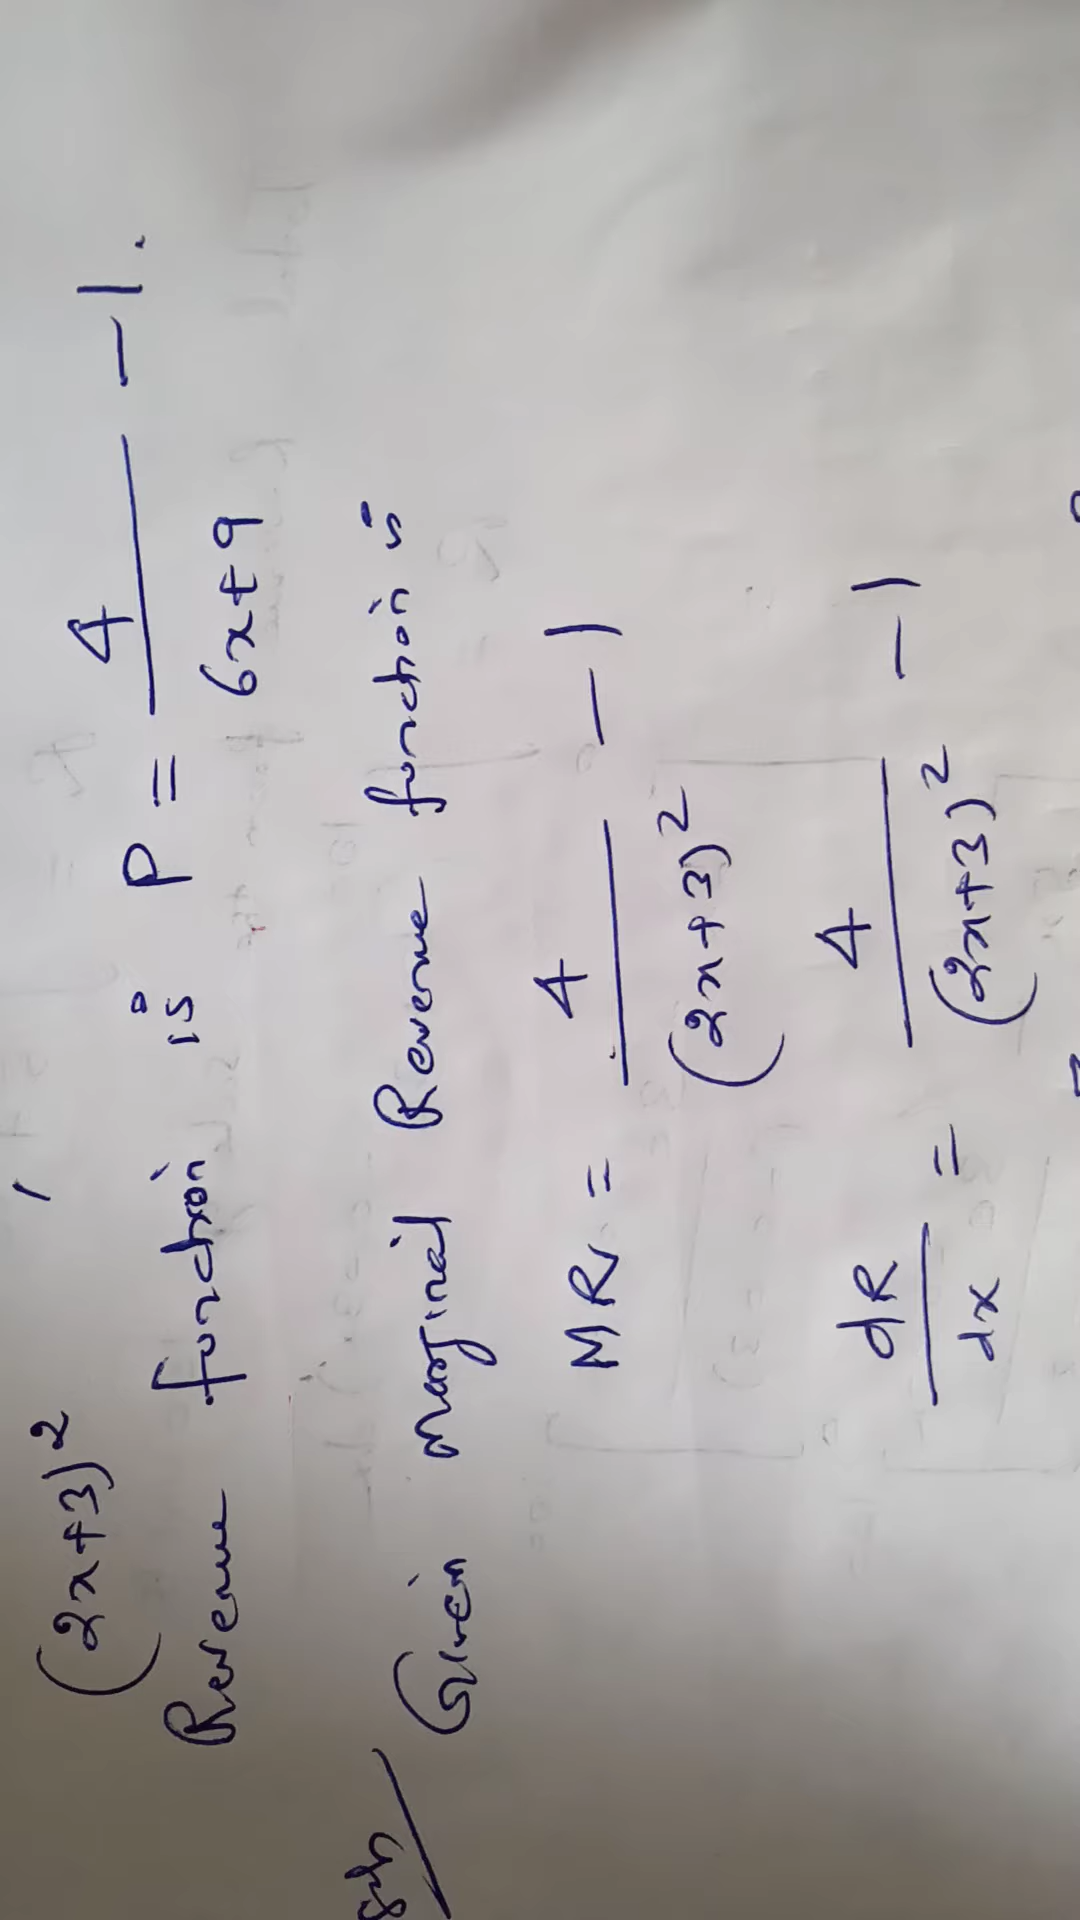 (2x+3)²
Revenue function is P = 4/(6x+9) - 1.
Soln Given marginal Revenue function is
MR = 4/(2x+3)² - 1
dR/dx = 4/(2x+3)² - 1